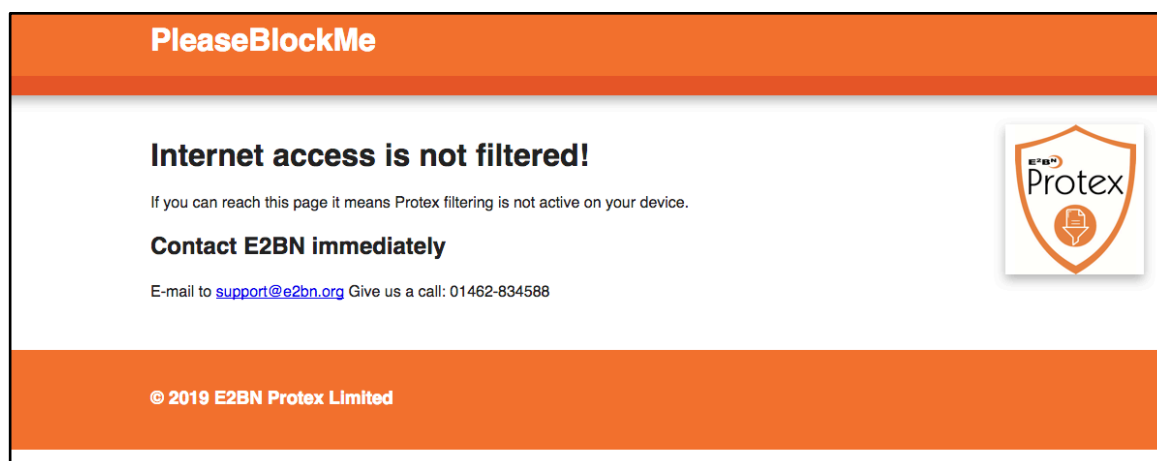 PleaseBlockMe
Internet access is not filtered!
If you can reach this page it means Protex filtering is not active on your device.
Contact E2BN immediately
E-mail to support@e2bn.org Give us a call: 01462-834588
E²BN
Protex
© 2019 E2BN Protex Limited